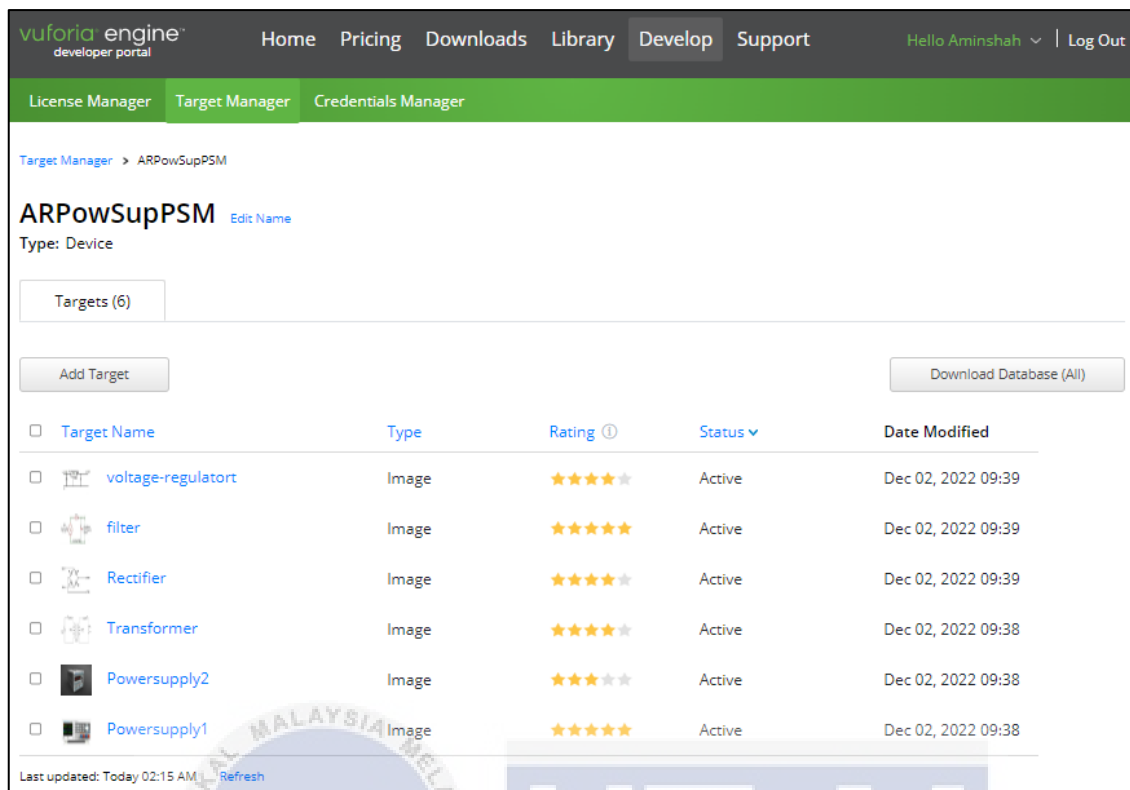 vuforia engine™
developer portal
Home Pricing Downloads Library Develop Support
Hello Aminshah | Log Out
License Manager Target Manager Credentials Manager
Target Manager > ARPowSupPSM
ARPowSupPSM Edit Name
Type: Device
Targets (6)
Add Target Download Database (All)
Target Name Type Rating Status Date Modified
voltage-regulatort Image Active Dec 02, 2022 09:39
filter Image Active Dec 02, 2022 09:39
Rectifier Image Active Dec 02, 2022 09:39
Transformer Image Active Dec 02, 2022 09:38
Powersupply2 Image Active Dec 02, 2022 09:38
Powersupply1 Image Active Dec 02, 2022 09:38
MALAYSIA
Last updated: Today 02:15 AM Refresh